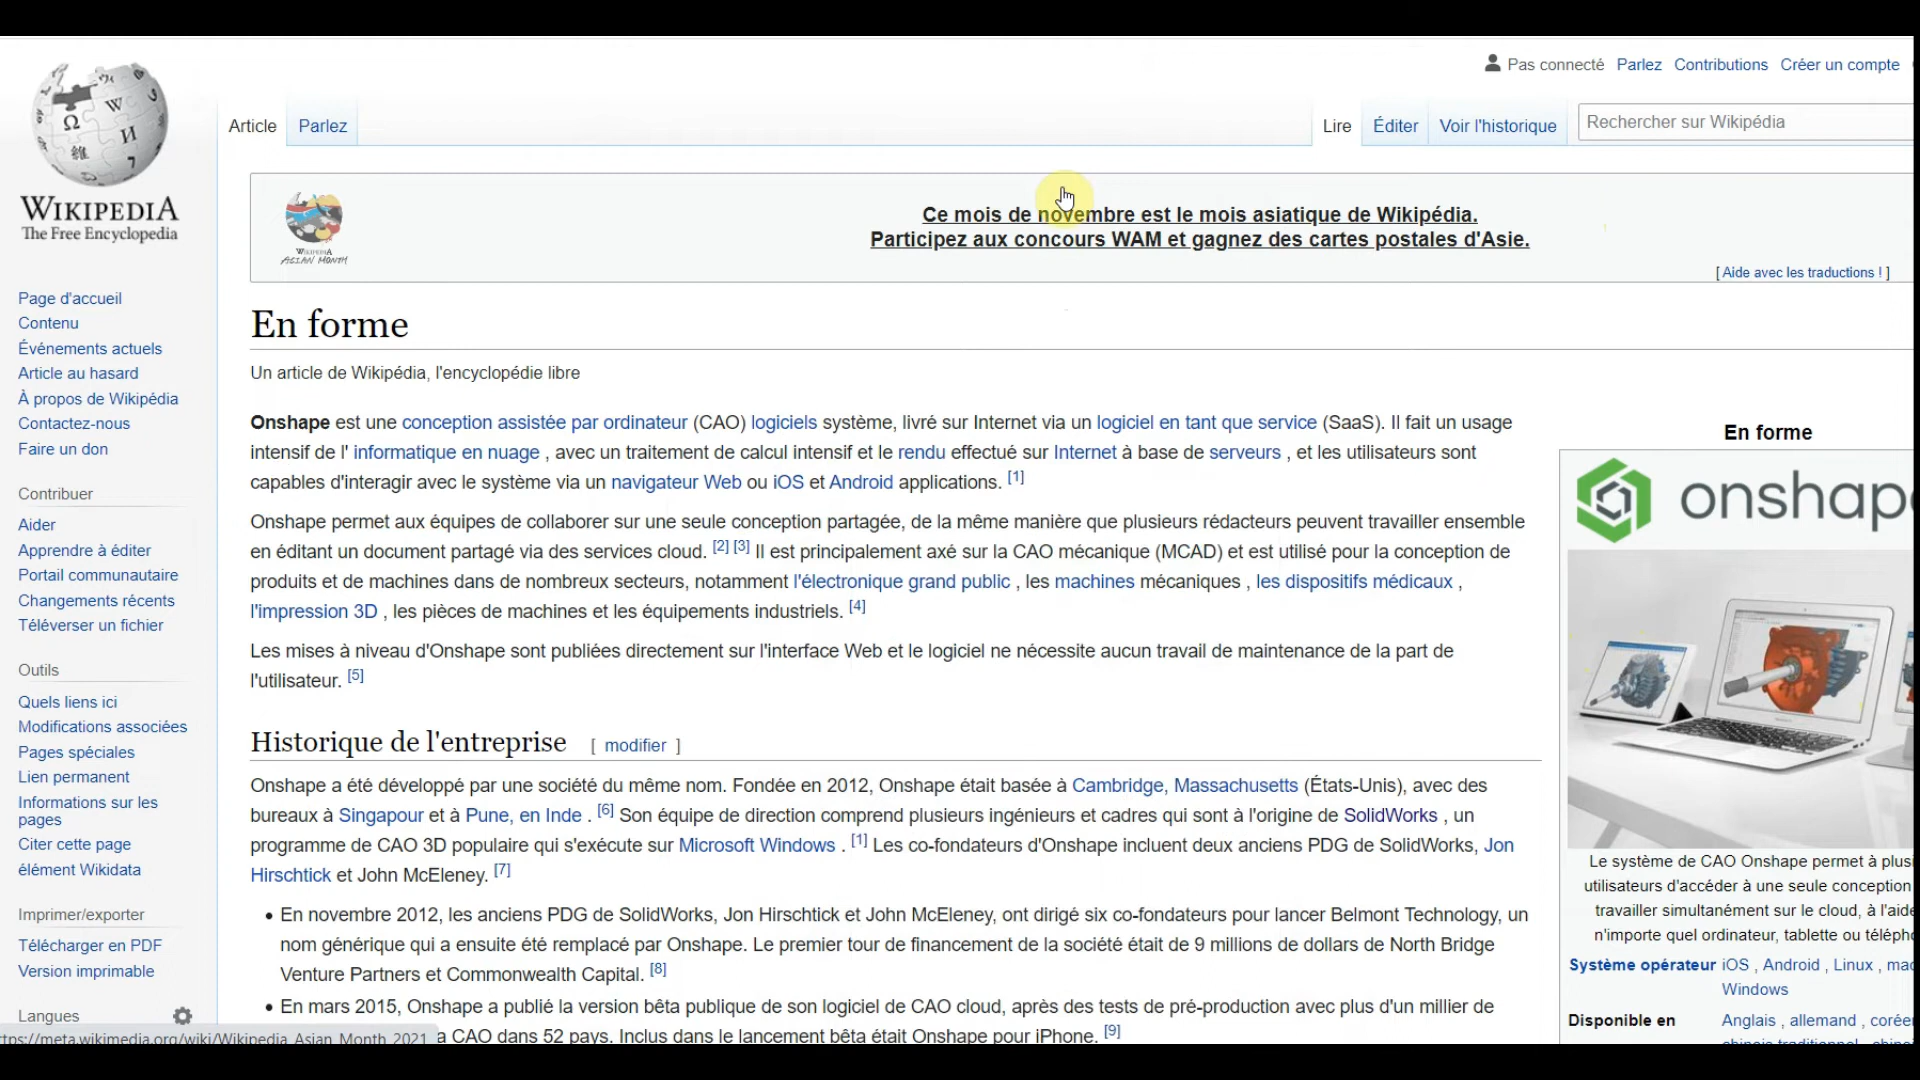 Pas connecté Parlez Contributions Créer un compte
Article Parlez Lire Éditer Voir l'historique Rechercher sur Wikipédia
WIKIPEDIA
The Free Encyclopedia
WIKIPEDIA
ASIAN MONTH
Ce mois de novembre est le mois asiatique de Wikipédia.
Participez aux concours WAM et gagnez des cartes postales d'Asie.
[ Aide avec les traductions ! ]
Page d'accueil
Contenu
Événements actuels
Article au hasard
À propos de Wikipédia
Contactez-nous
Faire un don
Contribuer
Aider
Apprendre à éditer
Portail communautaire
Changements récents
Téléverser un fichier
Outils
Quels liens ici
Modifications associées
Pages spéciales
Lien permanent
Informations sur les
pages
Citer cette page
élément Wikidata
Imprimer/exporter
Télécharger en PDF
Version imprimable
Langues
En forme
Un article de Wikipédia, l'encyclopédie libre
Onshape est une conception assistée par ordinateur (CAO) logiciels système, livré sur Internet via un logiciel en tant que service (SaaS). Il fait un usage
intensif de l' informatique en nuage , avec un traitement de calcul intensif et le rendu effectué sur Internet à base de serveurs , et les utilisateurs sont
capables d'interagir avec le système via un navigateur Web ou iOS et Android applications. [1]
Onshape permet aux équipes de collaborer sur une seule conception partagée, de la même manière que plusieurs rédacteurs peuvent travailler ensemble
en éditant un document partagé via des services cloud. [2] [3] Il est principalement axé sur la CAO mécanique (MCAD) et est utilisé pour la conception de
produits et de machines dans de nombreux secteurs, notamment l'électronique grand public , les machines mécaniques , les dispositifs médicaux ,
l'impression 3D , les pièces de machines et les équipements industriels. [4]
Les mises à niveau d'Onshape sont publiées directement sur l'interface Web et le logiciel ne nécessite aucun travail de maintenance de la part de
l'utilisateur. [5]
Historique de l'entreprise [ modifier ]
Onshape a été développé par une société du même nom. Fondée en 2012, Onshape était basée à Cambridge, Massachusetts (États-Unis), avec des
bureaux à Singapour et à Pune, en Inde . [6] Son équipe de direction comprend plusieurs ingénieurs et cadres qui sont à l'origine de SolidWorks , un
programme de CAO 3D populaire qui s'exécute sur Microsoft Windows . [1] Les co-fondateurs d'Onshape incluent deux anciens PDG de SolidWorks, Jon
Hirschtick et John McEleney. [7]
• En novembre 2012, les anciens PDG de SolidWorks, Jon Hirschtick et John McEleney, ont dirigé six co-fondateurs pour lancer Belmont Technology, un
nom générique qui a ensuite été remplacé par Onshape. Le premier tour de financement de la société était de 9 millions de dollars de North Bridge
Venture Partners et Commonwealth Capital. [8]
• En mars 2015, Onshape a publié la version bêta publique de son logiciel de CAO cloud, après des tests de pré-production avec plus d'un millier de
a CAO dans 52 pays. Inclus dans le lancement bêta était Onshape pour iPhone. [9]
En forme
onshape
Le système de CAO Onshape permet à
utilisateurs d'accéder à une seule conception
travailler simultanément sur le cloud, à
n'importe quel ordinateur, tablette ou
Système opérateur iOS , Android , Linux ,
Windows
Disponible en Anglais , allemand ,